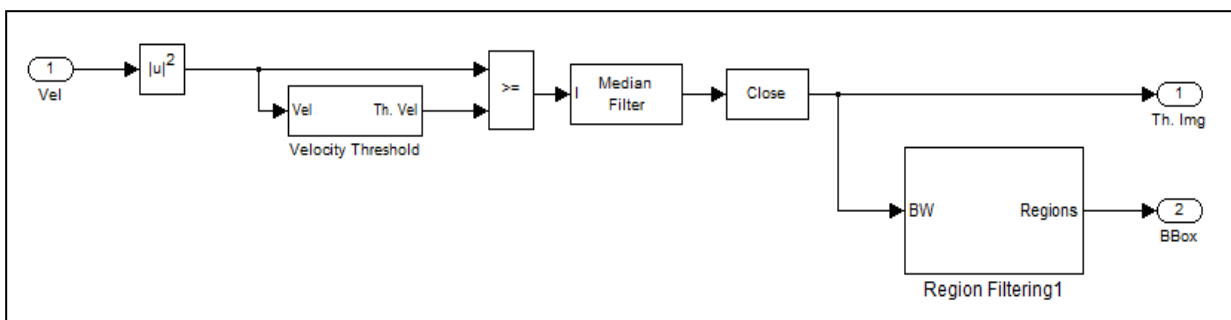 1
Vel
|u|2
Vel
Th. Vel
Velocity Threshold
>=
I
Median
Filter
Close
1
Th. Img
BW
Regions
Region Filtering1
2
BBox